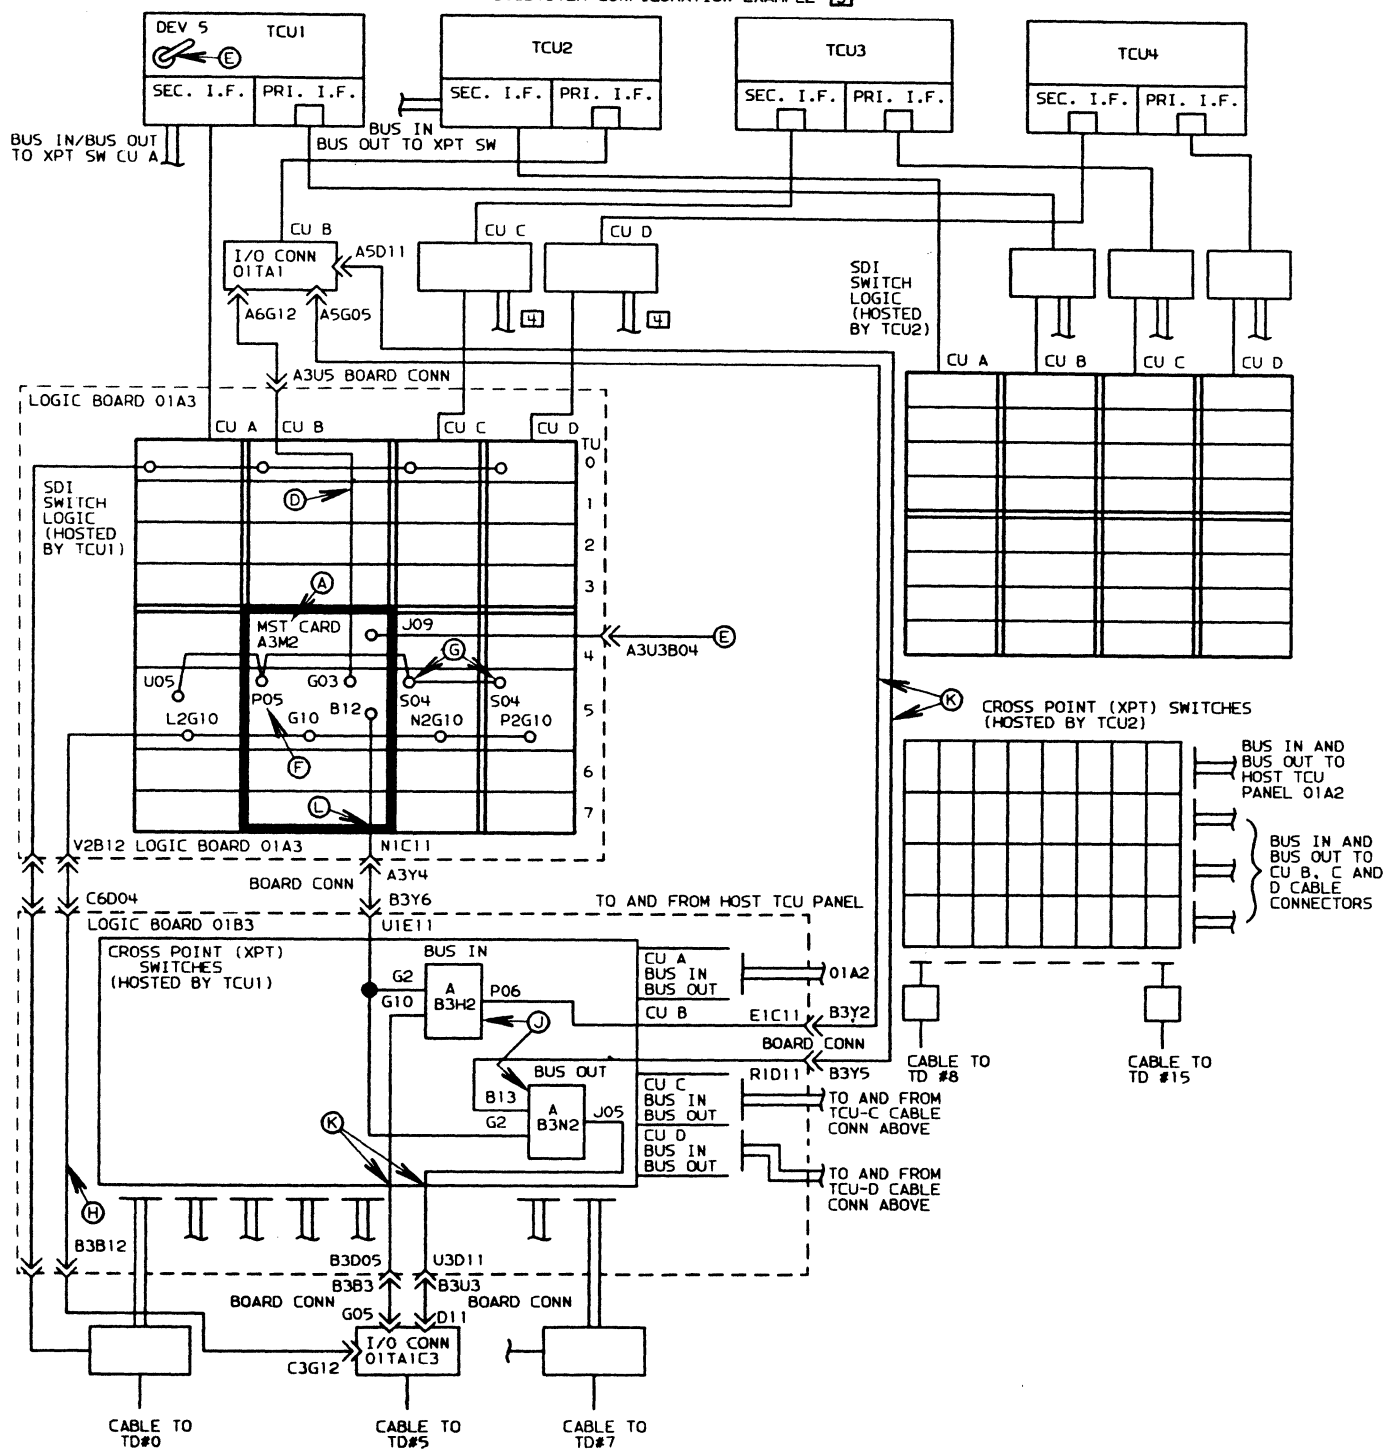 DEV 5
TCU1
E
SEC. I.F.
PRI. I.F.
TCU2
SEC. I.F.
PRI. I.F.
TCU3
SEC. I.F.
PRI. I.F.
TCU4
SEC. I.F.
PRI. I.F.
BUS IN/BUS OUT
TO XPT SW CU A
BUS IN
BUS OUT TO XPT SW
CU B
I/O CONN
01TA1
A5D11
A6G12
A5G05
CU C
4
CU D
4
SDI
SWITCH
LOGIC
(HOSTED
BY TCU2)
CU A
CU B
CU C
CU D
A3U5 BOARD CONN
LOGIC BOARD 01A3
CU A
CU B
CU C
CU D
TU
0
1
2
3
4
5
6
7
SDI
SWITCH
LOGIC
(HOSTED
BY TCU1)
D
A
MST CARD
A3M2
J09
A3U3B04
E
G
U05
P05
G03
S04
S04
B12
L2G10
G10
N2G10
P2G10
F
L
K
V2B12 LOGIC BOARD 01A3
N1C11
A3Y4
BOARD CONN
C6D04
B3Y6
TO AND FROM HOST TCU PANEL
CROSS POINT (XPT) SWITCHES
(HOSTED BY TCU2)
BUS IN AND
BUS OUT TO
HOST TCU
PANEL 01A2
BUS IN AND
BUS OUT TO
CU B, C AND
D CABLE
CONNECTORS
CABLE TO
TD #8
CABLE TO
TD #15
LOGIC BOARD 01B3
U1E11
CROSS POINT (XPT)
SWITCHES
(HOSTED BY TCU1)
BUS IN
G2
G10
A
B3H2
P06
J
CU A
BUS IN
BUS OUT
01A2
CU B
E1C11
B3Y2
BOARD CONN
R1D11
B3Y5
BUS OUT
B13
G2
A
B3N2
J05
CU C
BUS IN
BUS OUT
TO AND FROM
TCU-C CABLE
CONN ABOVE
CU D
BUS IN
BUS OUT
TO AND FROM
TCU-D CABLE
CONN ABOVE
K
H
B3B12
B3D05
U3D11
B3B3
B3U3
BOARD CONN
BOARD CONN
G05
D11
I/O CONN
01TA1C3
C3G12
CABLE TO
TD#0
CABLE TO
TD#5
CABLE TO
TD#7